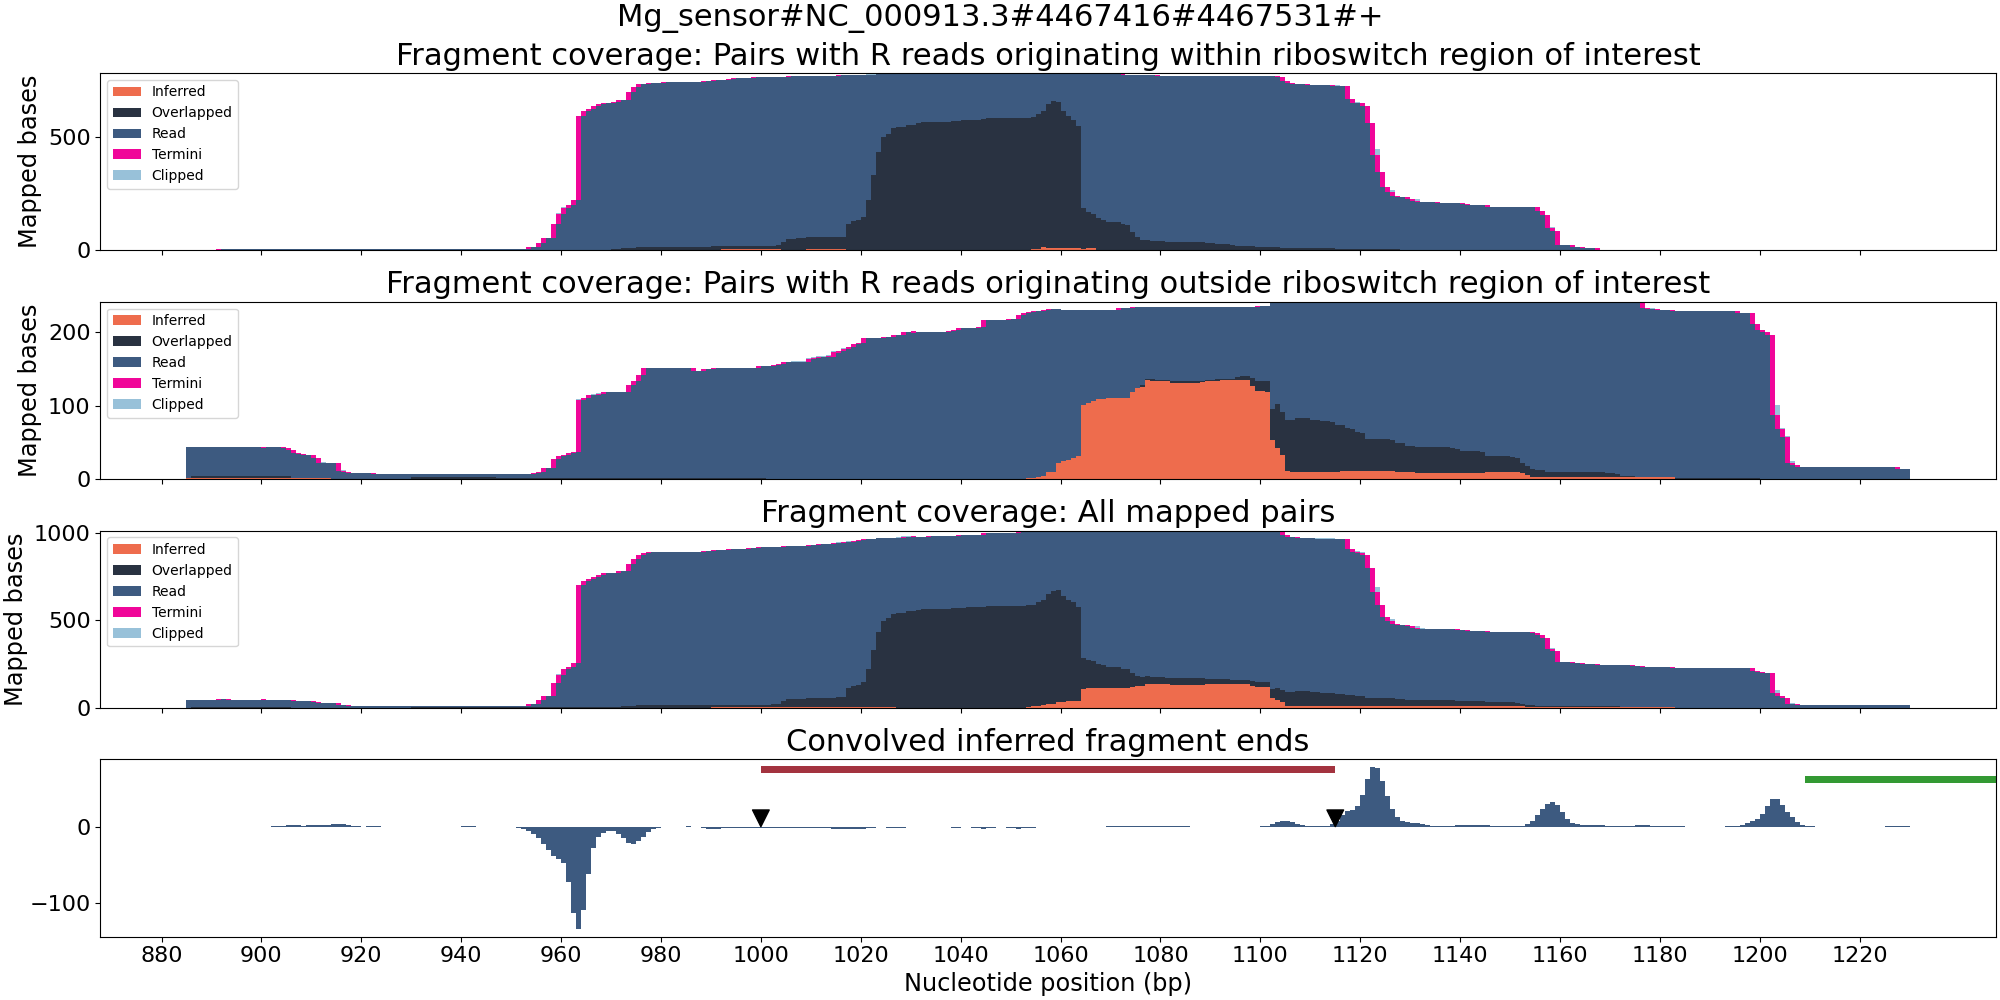 Mg_sensor#NC_000913.3#4467416#4467531#+
Fragment coverage: Pairs with R reads originating within riboswitch region of interest
Mapped bases
500
0
Inferred
Overlapped
Read
Termini
Clipped
Fragment coverage: Pairs with R reads originating outside riboswitch region of interest
Mapped bases
200
100
0
Inferred
Overlapped
Read
Termini
Clipped
Fragment coverage: All mapped pairs
Mapped bases
1000
500
0
Inferred
Overlapped
Read
Termini
Clipped
Convolved inferred fragment ends
0
−100
880 900 920 940 960 980 1000 1020 1040 1060 1080 1100 1120 1140 1160 1180 1200 1220
Nucleotide position (bp)